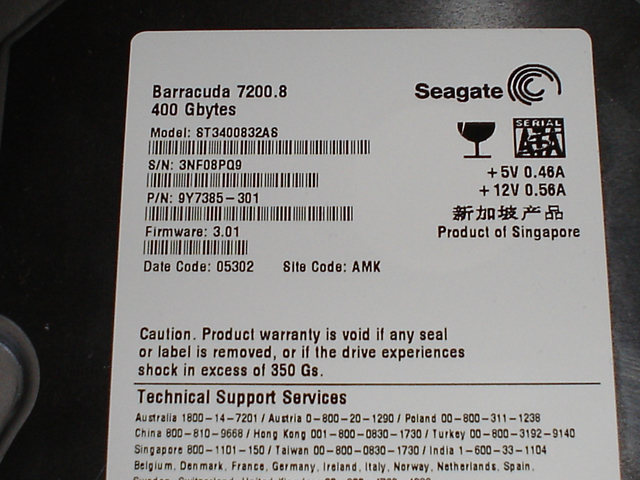 Barracuda 7200.8
400 Gbytes
Seagate
Model: ST3400832AS
SERIAL
ATA
S/N: 3NF08PQ9
+5V 0.46A
+12V 0.56A
P/N: 9Y7385-301
新加坡产品
Firmware: 3.01
Product of Singapore
Date Code: 05302 Site Code: AMK
Caution. Product warranty is void if any seal
or label is removed, or if the drive experiences
shock in excess of 350 Gs.
Technical Support Services
Australia 1800-14-7201 / Austria 0-800-20-1290 / Poland 00-800-311-1238
China 800-810-9668 / Hong Kong 001-800-0830-1730 / Turkey 00-800-3192-9140
Singapore 800-1101-150 / Taiwan 00-800-0830-1730 / India 1-600-33-1104
Belgium, Denmark, France, Germany, Ireland, Italy, Norway, Netherlands, Spain,